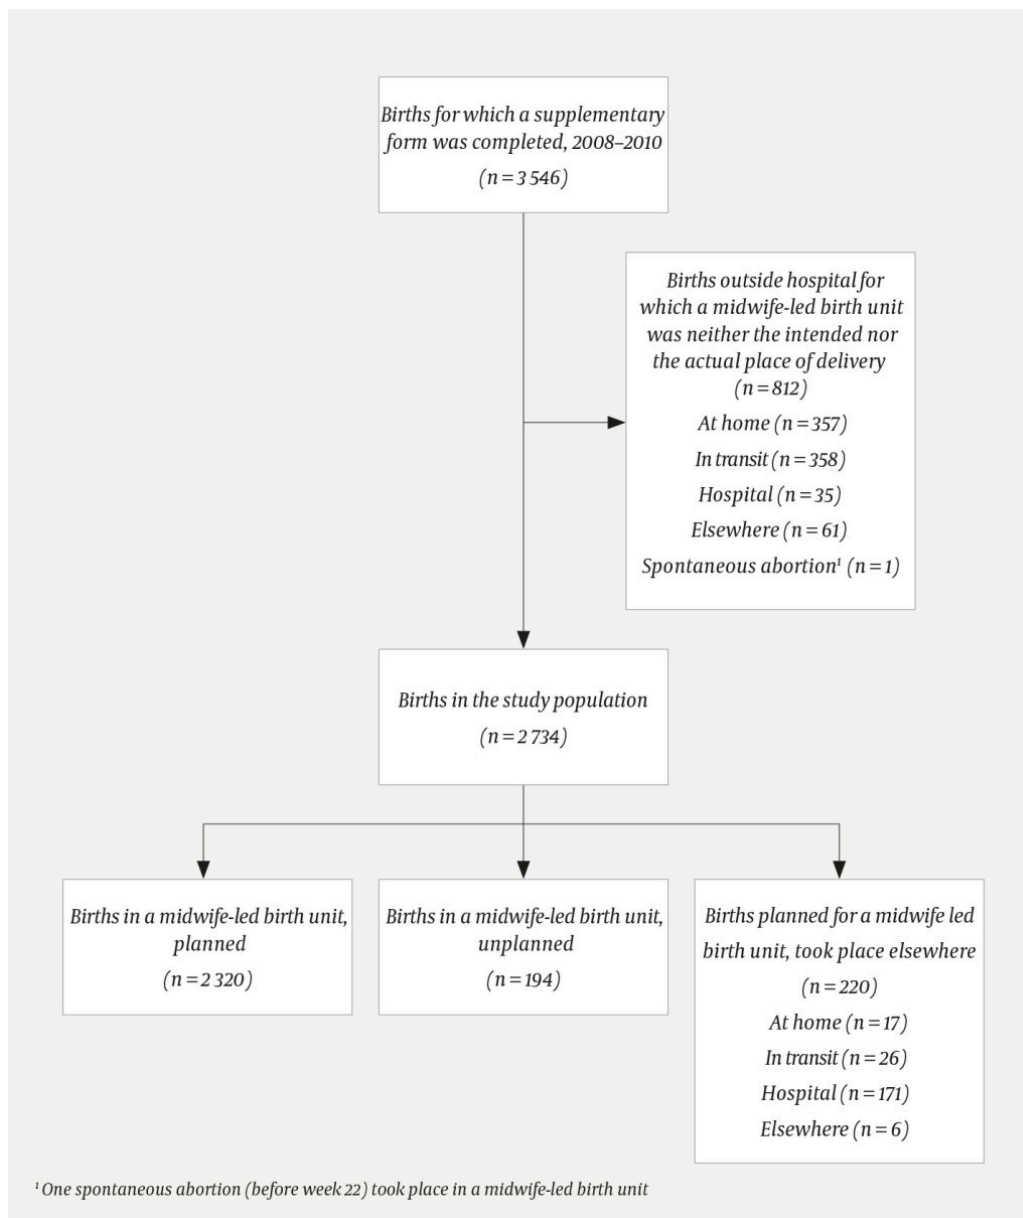 Births for which a supplementary
form was completed, 2008–2010
(n = 3 546)
Births outside hospital for
which a midwife-led birth unit
was neither the intended nor
the actual place of delivery
(n = 812)
At home (n = 357)
In transit (n = 358)
Hospital (n = 35)
Elsewhere (n = 61)
Spontaneous abortion¹ (n = 1)
Births in the study population
(n = 2 734)
Births in a midwife-led birth unit,
planned
(n = 2 320)
Births in a midwife-led birth unit,
unplanned
(n = 194)
Births planned for a midwife led
birth unit, took place elsewhere
(n = 220)
At home (n = 17)
In transit (n = 26)
Hospital (n = 171)
Elsewhere (n = 6)
¹ One spontaneous abortion (before week 22) took place in a midwife-led birth unit